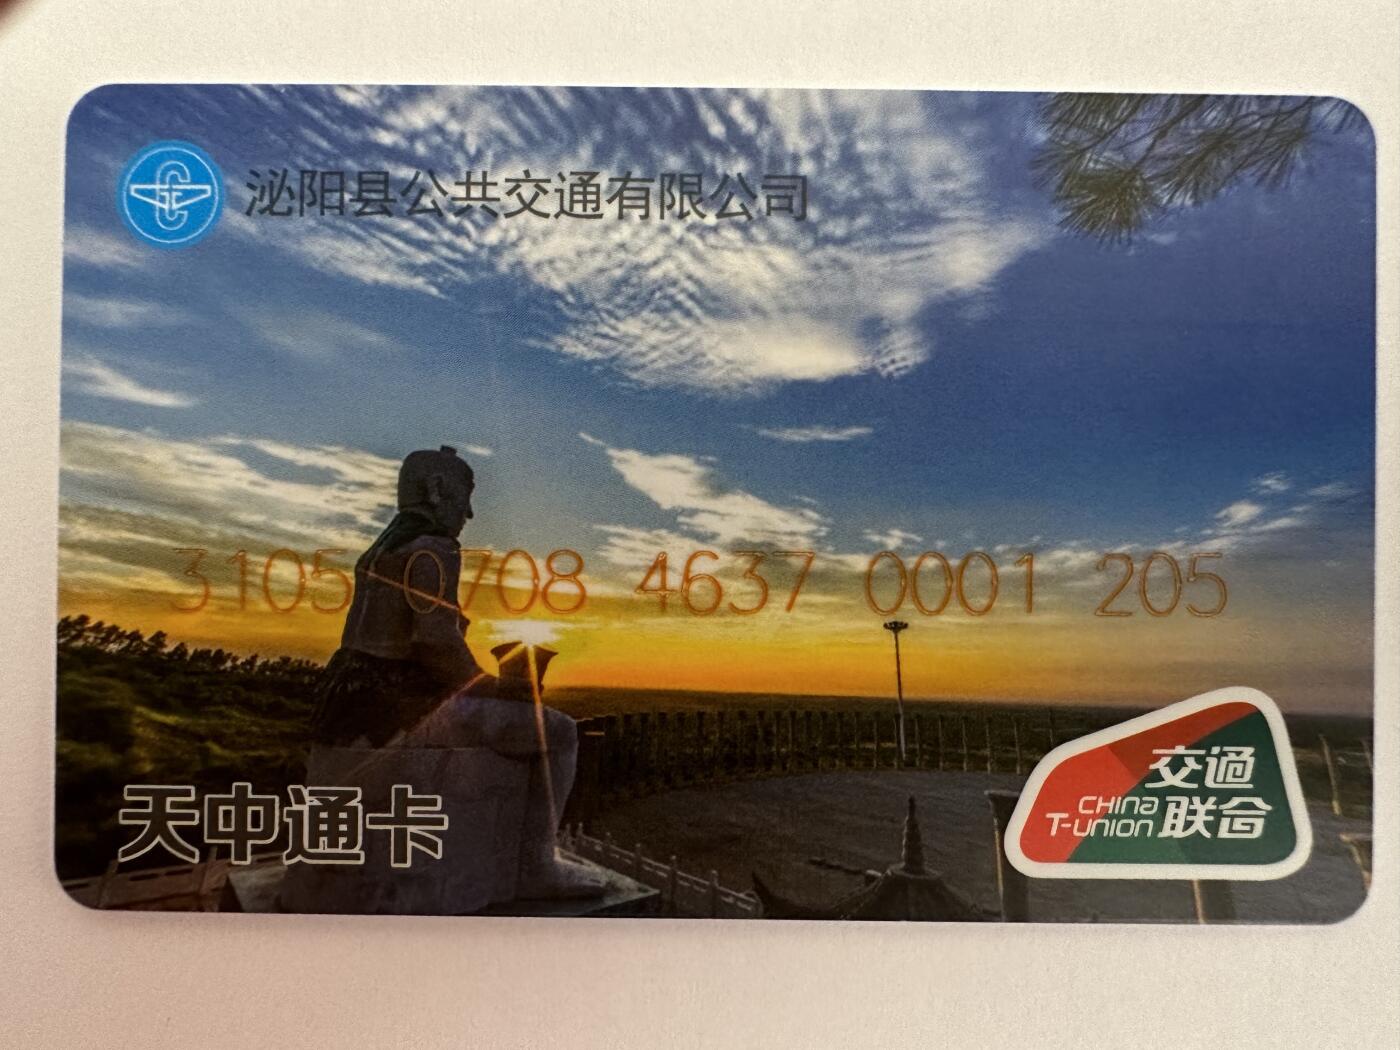 泌阳县公共交通有限公司
3105 0708 4637 0001 205
天中通卡
交通
CHINA
T-UNION 联合